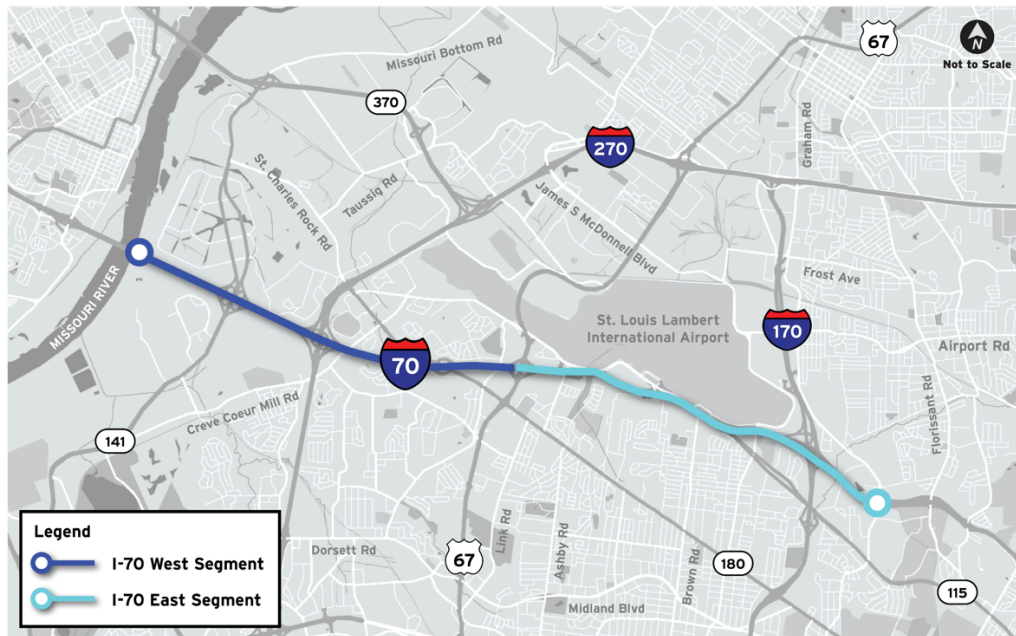 67
N
Not to Scale
Missouri Bottom Rd
370
Graham Rd
270
St. Charles Rock Rd
Taussig Rd
James S McDonnell Blvd
MISSOURI RIVER
Frost Ave
St. Louis Lambert
International Airport
170
Airport Rd
70
Florissant Rd
Creve Coeur Mill Rd
141
Link Rd
Ashby Rd
Brown Rd
Dorsett Rd
67
180
115
Midland Blvd
Legend
I-70 West Segment
I-70 East Segment